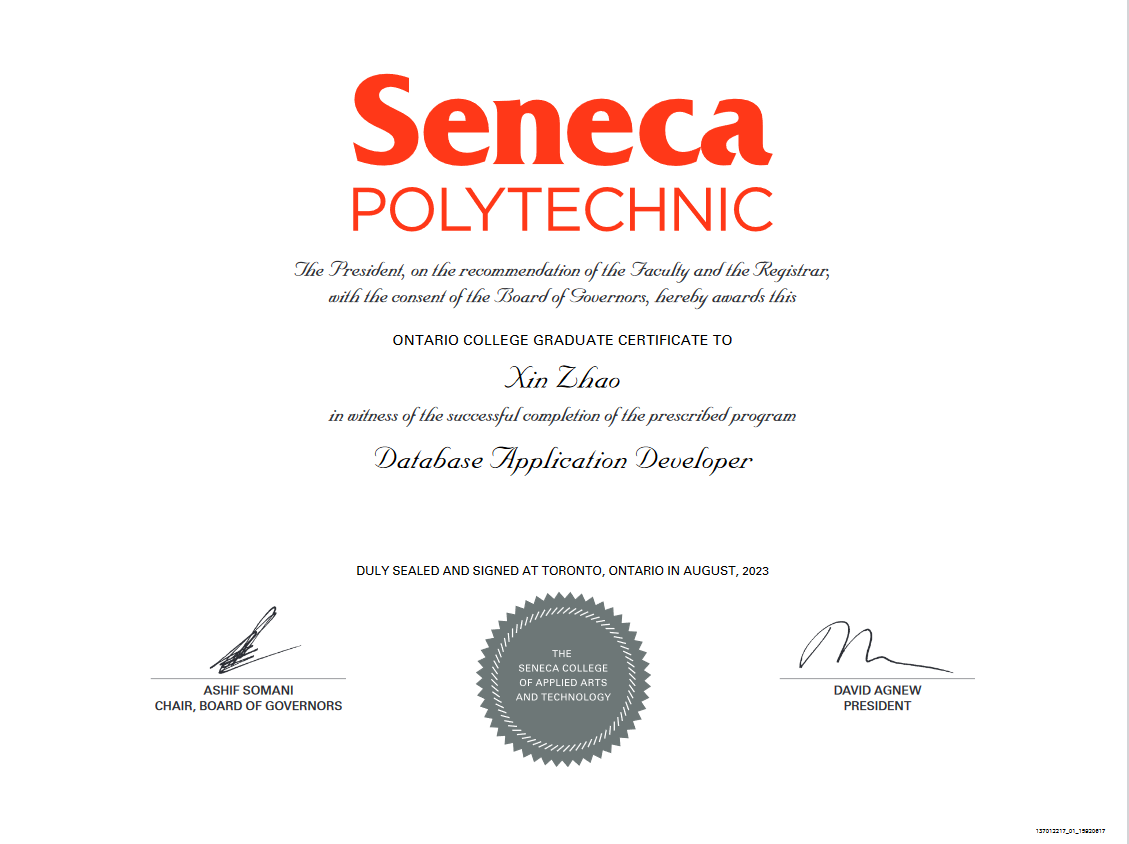 Seneca
POLYTECHNIC
The President, on the recommendation of the Faculty and the Registrar,
with the consent of the Board of Governors, hereby awards this
ONTARIO COLLEGE GRADUATE CERTIFICATE TO
Xin Zhao
in witness of the successful completion of the prescribed program
Database Application Developer
DULY SEALED AND SIGNED AT TORONTO, ONTARIO IN AUGUST, 2023
THE
SENECA COLLEGE
OF APPLIED ARTS
AND TECHNOLOGY
ASHIF SOMANI
CHAIR, BOARD OF GOVERNORS
DAVID AGNEW
PRESIDENT
137012217_01_15920617